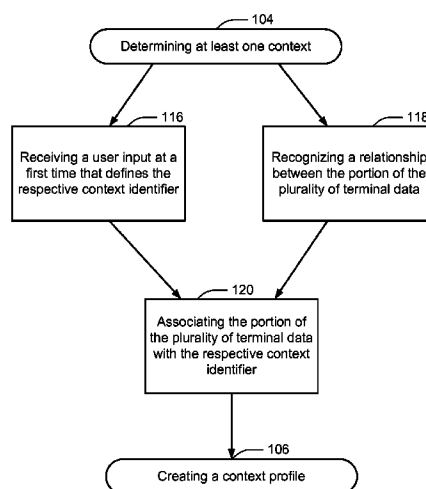 104
Determining at least one context
116
Receiving a user input at a
first time that defines the
respective context identifier
118
Recognizing a relationship
between the portion of the
plurality of terminal data
120
Associating the portion of
the plurality of terminal data
with the respective context
identifier
106
Creating a context profile